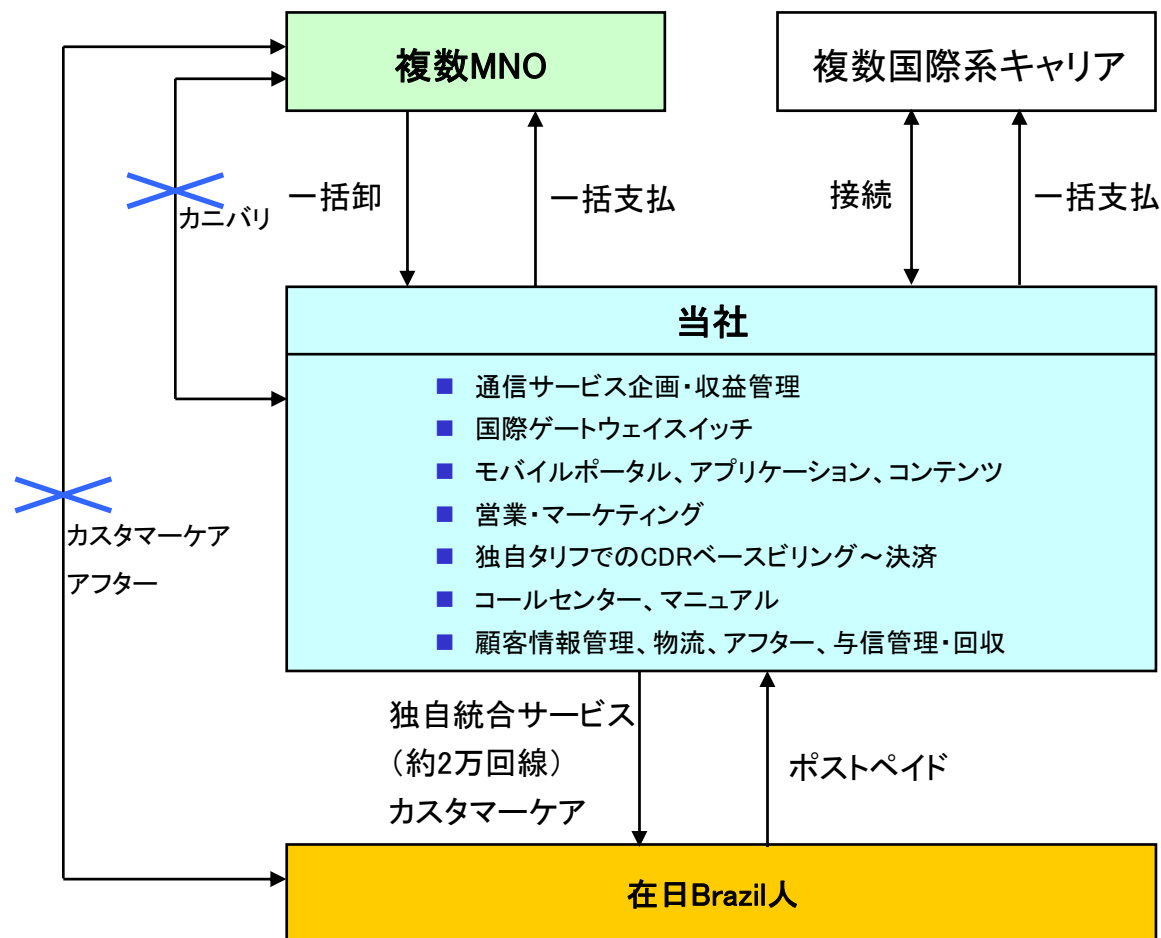 複数MNO
複数国際系キャリア
一括卸
一括支払
接続
一括支払
カニバリ
当社
■ 通信サービス企画・収益管理
■ 国際ゲートウェイスイッチ
■ モバイルポータル、アプリケーション、コンテンツ
■ 営業・マーケティング
■ 独自タリフでのCDRベースビリング～決済
■ コールセンター、マニュアル
■ 顧客情報管理、物流、アフター、与信管理・回収
カスタマーケア
アフター
独自統合サービス
（約2万回線）
カスタマーケア
ポストペイド
在日Brazil人